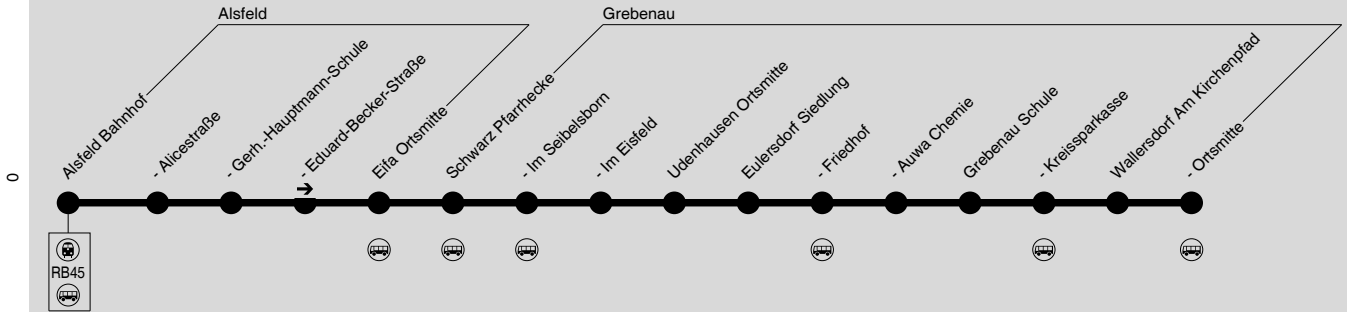 Alsfeld
Grebenau
Alsfeld Bahnhof
- Alicestraße
- Gerh.-Hauptmann-Schule
- Eduard-Becker-Straße
Eifa Ortsmitte
Schwarz Pfarrhecke
- Im Seibelsborn
- Im Eisfeld
Udenhausen Ortsmitte
Eulersdorf Siedlung
- Friedhof
- Auwa Chemie
Grebenau Schule
- Kreissparkasse
Wallersdorf Am Kirchenpfad
- Ortsmitte
0
RB45